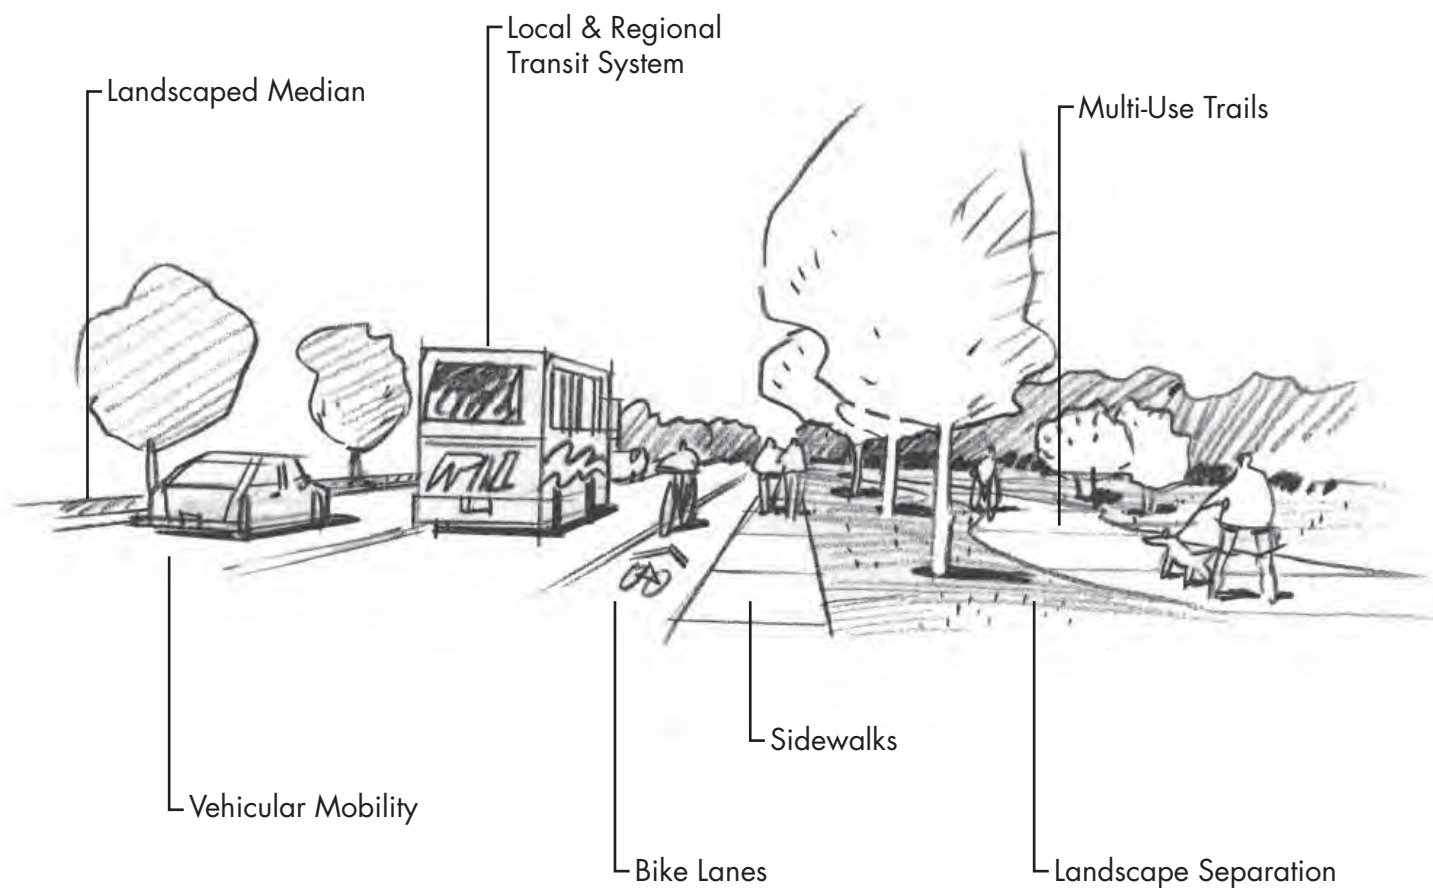 Local & Regional
Transit System
Landscaped Median
Multi-Use Trails
Sidewalks
Vehicular Mobility
Bike Lanes
Landscape Separation